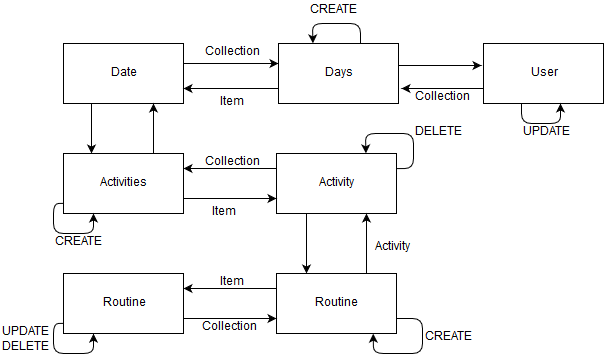 CREATE
Collection
Date
Days
User
Item
Collection
UPDATE
DELETE
Collection
Activities
Activity
Item
CREATE
Activity
Item
Routine
Routine
Collection
UPDATE
DELETE
CREATE